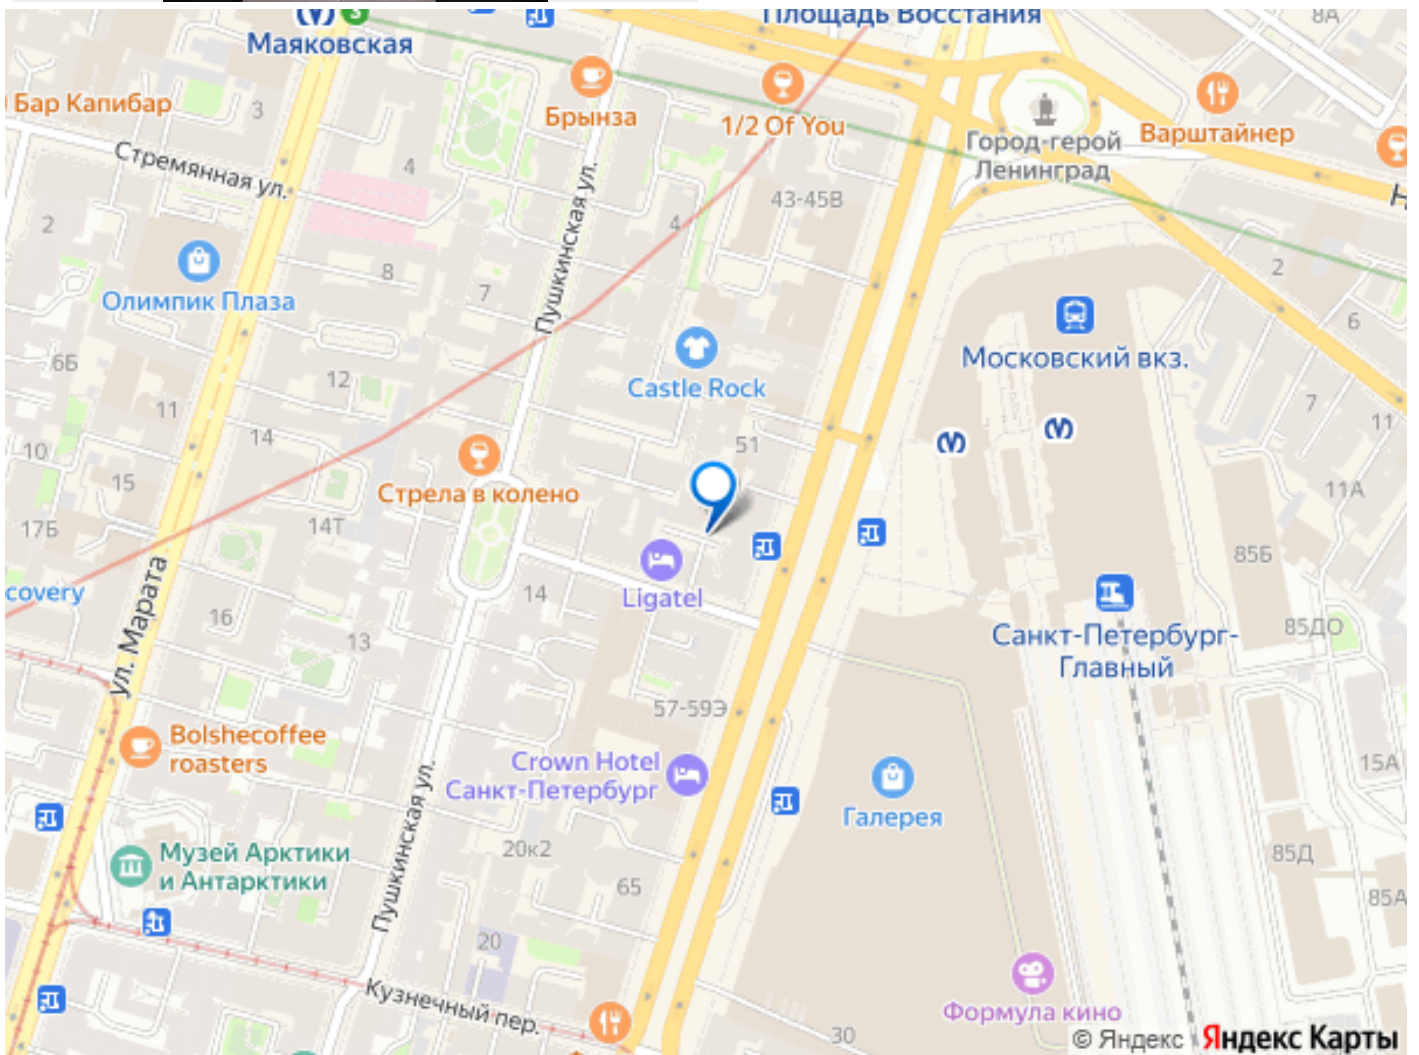 Площадь Восстания
8А
Маяковская
Бар Капибар
3
Брынза
1/2 Of You
Город-герой
Ленинград
Варштайнер
Стремянная ул.
4
Пушкинская ул.
43-45В
4
2
8
7
2
Олимпик Плаза
Московский вкз.
6
6Б
12
Castle Rock
7
11
11
14
51
10
15
Стрела в колено
11А
17Б
14Т
85Б
ул. Марата
covery
Ligatel
14
16
13
Санкт-Петербург-
Главный
85ДО
57-59Э
Bolshecoffee
roasters
Crown Hotel
Санкт-Петербург
15А
Галерея
Пушкинская ул.
Музей Арктики
и Антарктики
20к2
65
85Д
85А
20
Кузнечный пер.
Формула кино
30
© Яндекс
Яндекс Карты